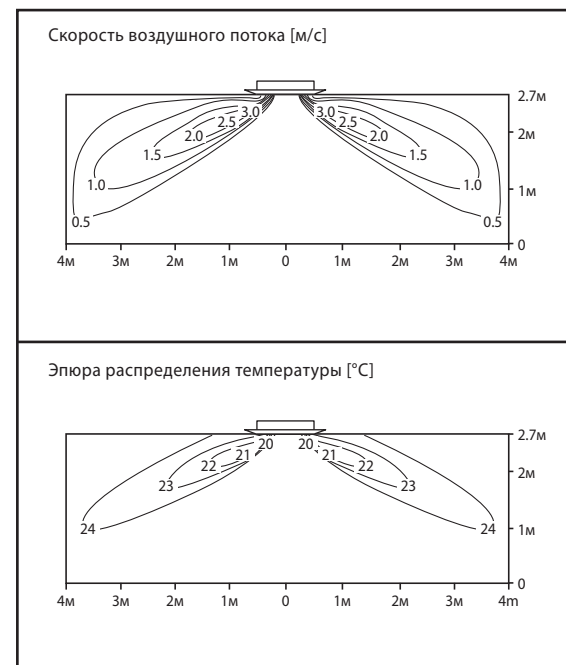 Скорость воздушного потока [м/с]
2.7м
3.0 3.0
2.5 2.5
2.0 2.0
2м
1.5 1.5
1.0 1.0
1м
0.5 0.5
0
4м 3м 2м 1м 0 1м 2м 3м 4м
Эпюра распределения температуры [°C]
2.7м
20 20
21 21
22 22
2м
23 23
24 24
1м
0
4м 3м 2м 1м 0 1м 2м 3м 4m